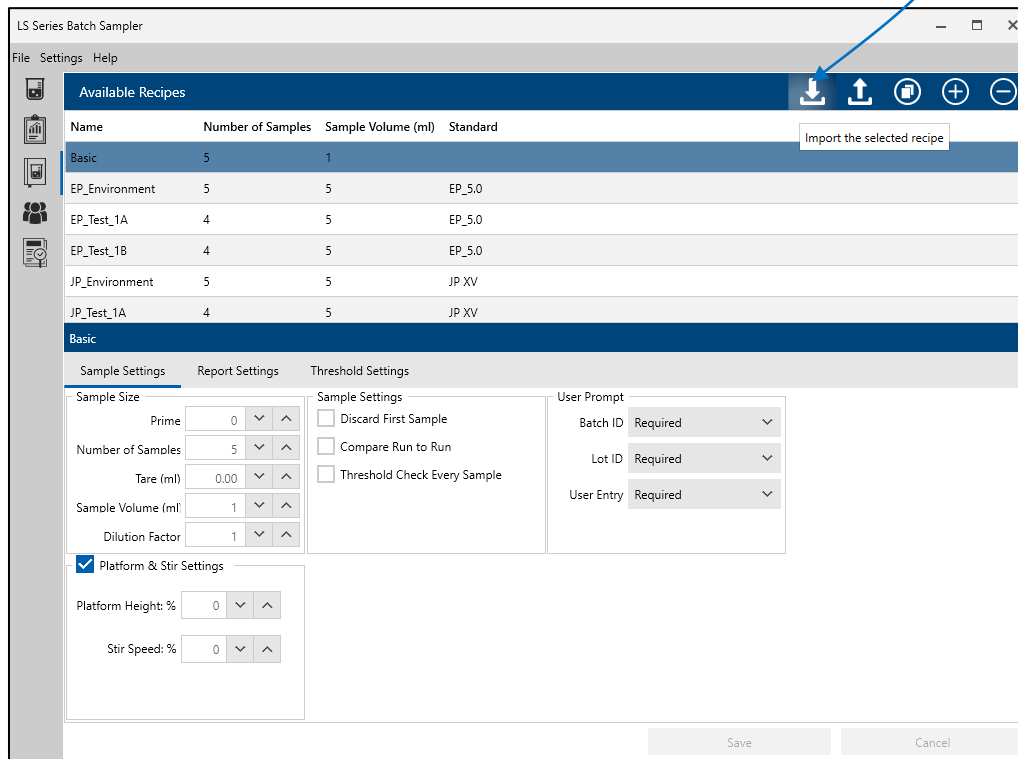 LS Series Batch Sampler
File Settings Help
Available Recipes
Import the selected recipe
Name Number of Samples Sample Volume (ml) Standard
Basic 5 1
EP_Environment 5 5 EP_5.0
EP_Test_1A 4 5 EP_5.0
EP_Test_1B 4 5 EP_5.0
JP_Environment 5 5 JP XV
JP_Test_1A 4 5 JP XV
Basic
Sample Settings Report Settings Threshold Settings
Sample Size
Prime 0
Number of Samples 5
Tare (ml) 0.00
Sample Volume (ml) 1
Dilution Factor 1
Sample Settings
Discard First Sample
Compare Run to Run
Threshold Check Every Sample
User Prompt
Batch ID Required
Lot ID Required
User Entry Required
Platform & Stir Settings
Platform Height: % 0
Stir Speed: % 0
Save Cancel